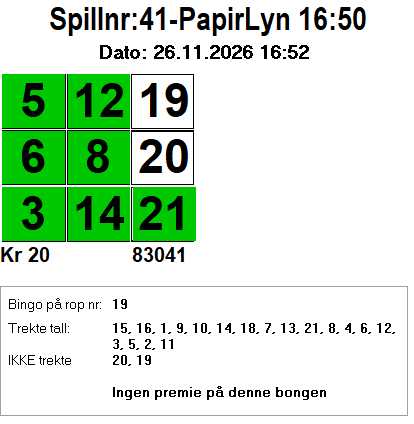 Spillnr:41-PapirLyn 16:50
Dato: 26.11.2026 16:52
5 12 19
6 8 20
3 14 21
Kr 20 83041
Bingo på rop nr: 19
Trekte tall: 15, 16, 1, 9, 10, 14, 18, 7, 13, 21, 8, 4, 6, 12,
3, 5, 2, 11
IKKE trekte 20, 19
Ingen premie på denne bongen